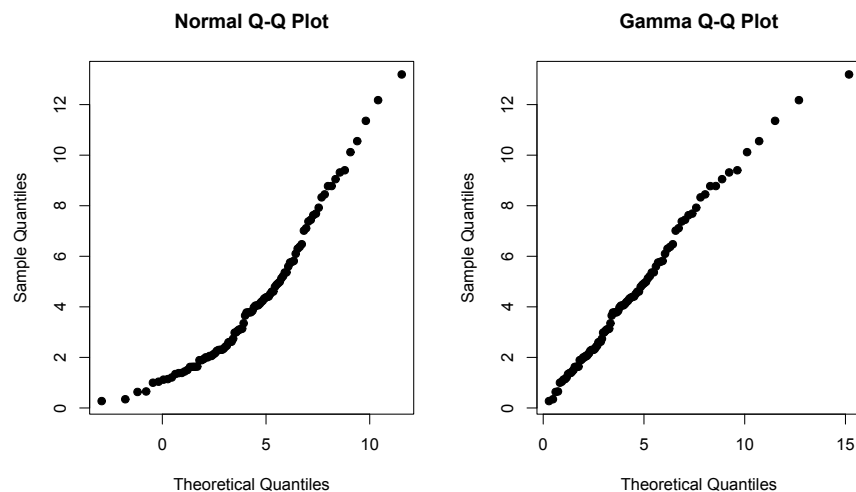 Normal Q-Q Plot
Sample Quantiles
12
10
8
6
4
2
0
0 5 10
Theoretical Quantiles
Gamma Q-Q Plot
Sample Quantiles
12
10
8
6
4
2
0
0 5 10 15
Theoretical Quantiles